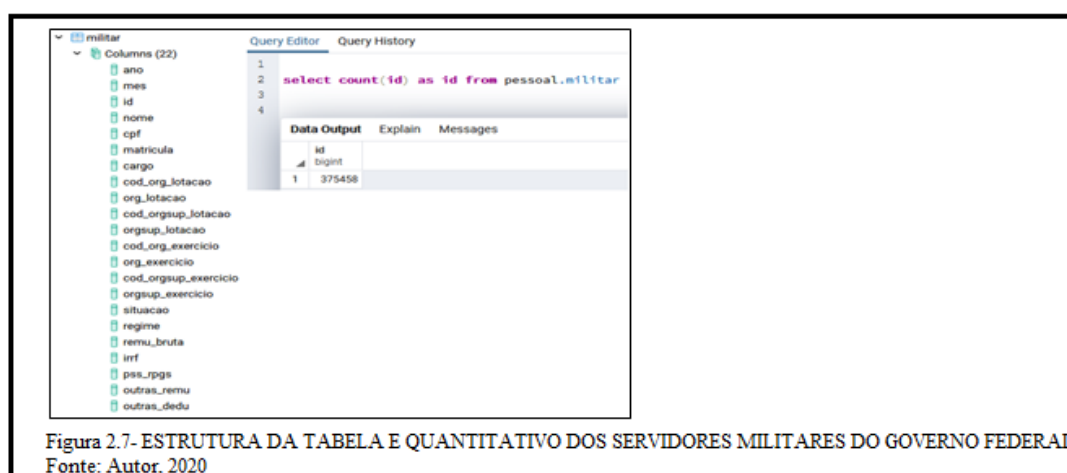 militar
Columns (22)
ano
mes
id
nome
cpf
matricula
cargo
cod_org_lotacao
org_lotacao
cod_orgsup_lotacao
orgsup_lotacao
cod_org_exercicio
org_exercicio
cod_orgsup_exercicio
orgsup_exercicio
situacao
regime
remu_bruta
irrf
pss_rpgs
outras_remu
outras_dedu
Query Editor Query History
1
2 select count(id) as id from pessoal.militar
3
4
Data Output Explain Messages
id
bigint
1 375458
Figura 2.7- ESTRUTURA DA TABELA E QUANTITATIVO DOS SERVIDORES MILITARES DO GOVERNO FEDERAL
Fonte: Autor, 2020